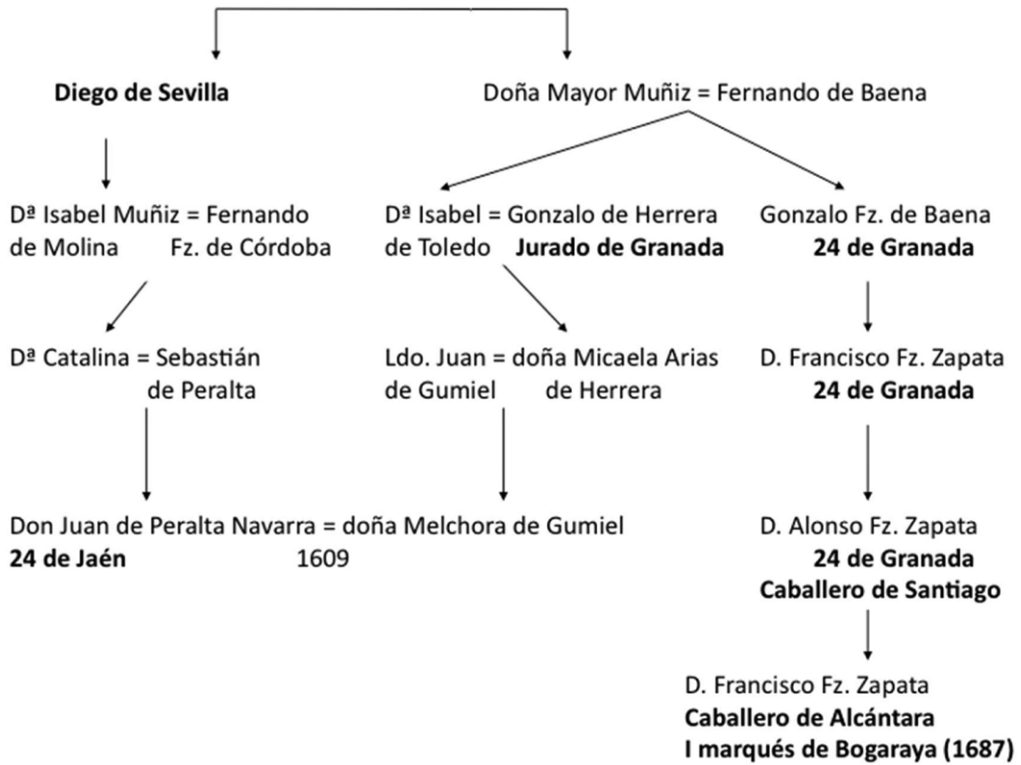 Diego de Sevilla
Doña Mayor Muñiz = Fernando de Baena
Dª Isabel Muñiz = Fernando
de Molina Fz. de Córdoba
Dª Isabel = Gonzalo de Herrera
de Toledo Jurado de Granada
Gonzalo Fz. de Baena
24 de Granada
Dª Catalina = Sebastián
de Peralta
Ldo. Juan = doña Micaela Arias
de Gumiel de Herrera
D. Francisco Fz. Zapata
24 de Granada
Don Juan de Peralta Navarra = doña Melchora de Gumiel
24 de Jaén 1609
D. Alonso Fz. Zapata
24 de Granada
Caballero de Santiago
D. Francisco Fz. Zapata
Caballero de Alcántara
I marqués de Bogaraya (1687)